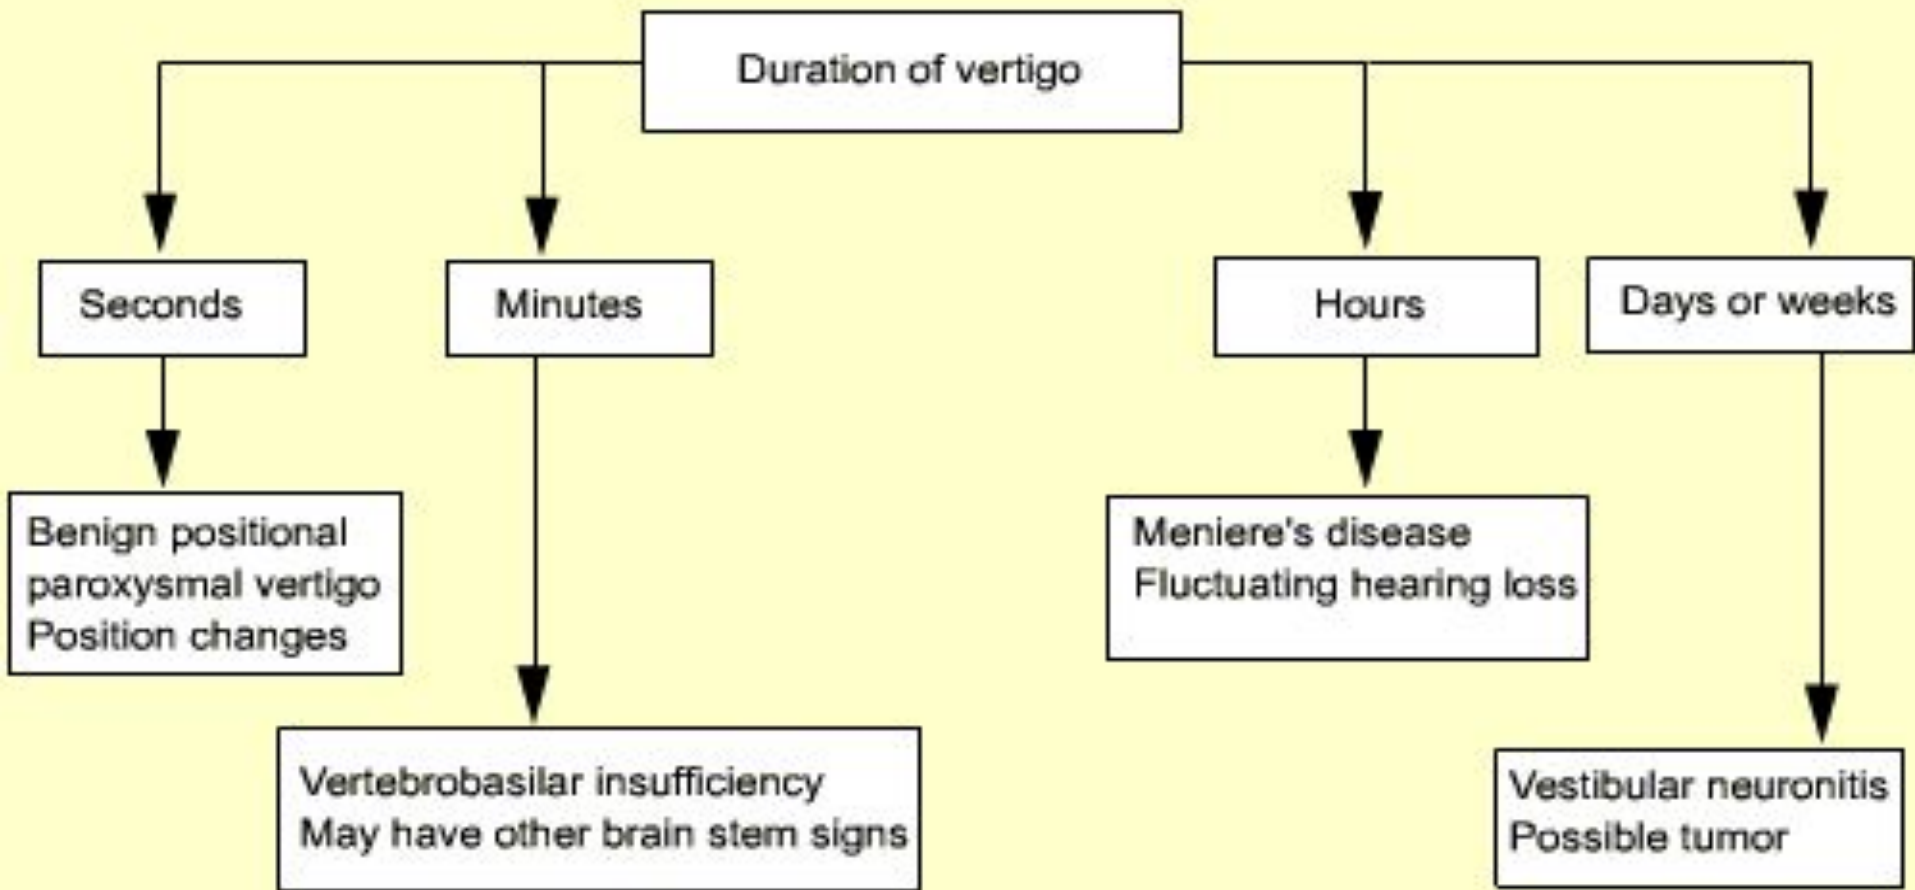 Duration of vertigo
Seconds
Minutes
Hours
Days or weeks
Benign positional
paroxysmal vertigo
Position changes
Meniere's disease
Fluctuating hearing loss
Vertebrobasilar insufficiency
May have other brain stem signs
Vestibular neuronitis
Possible tumor